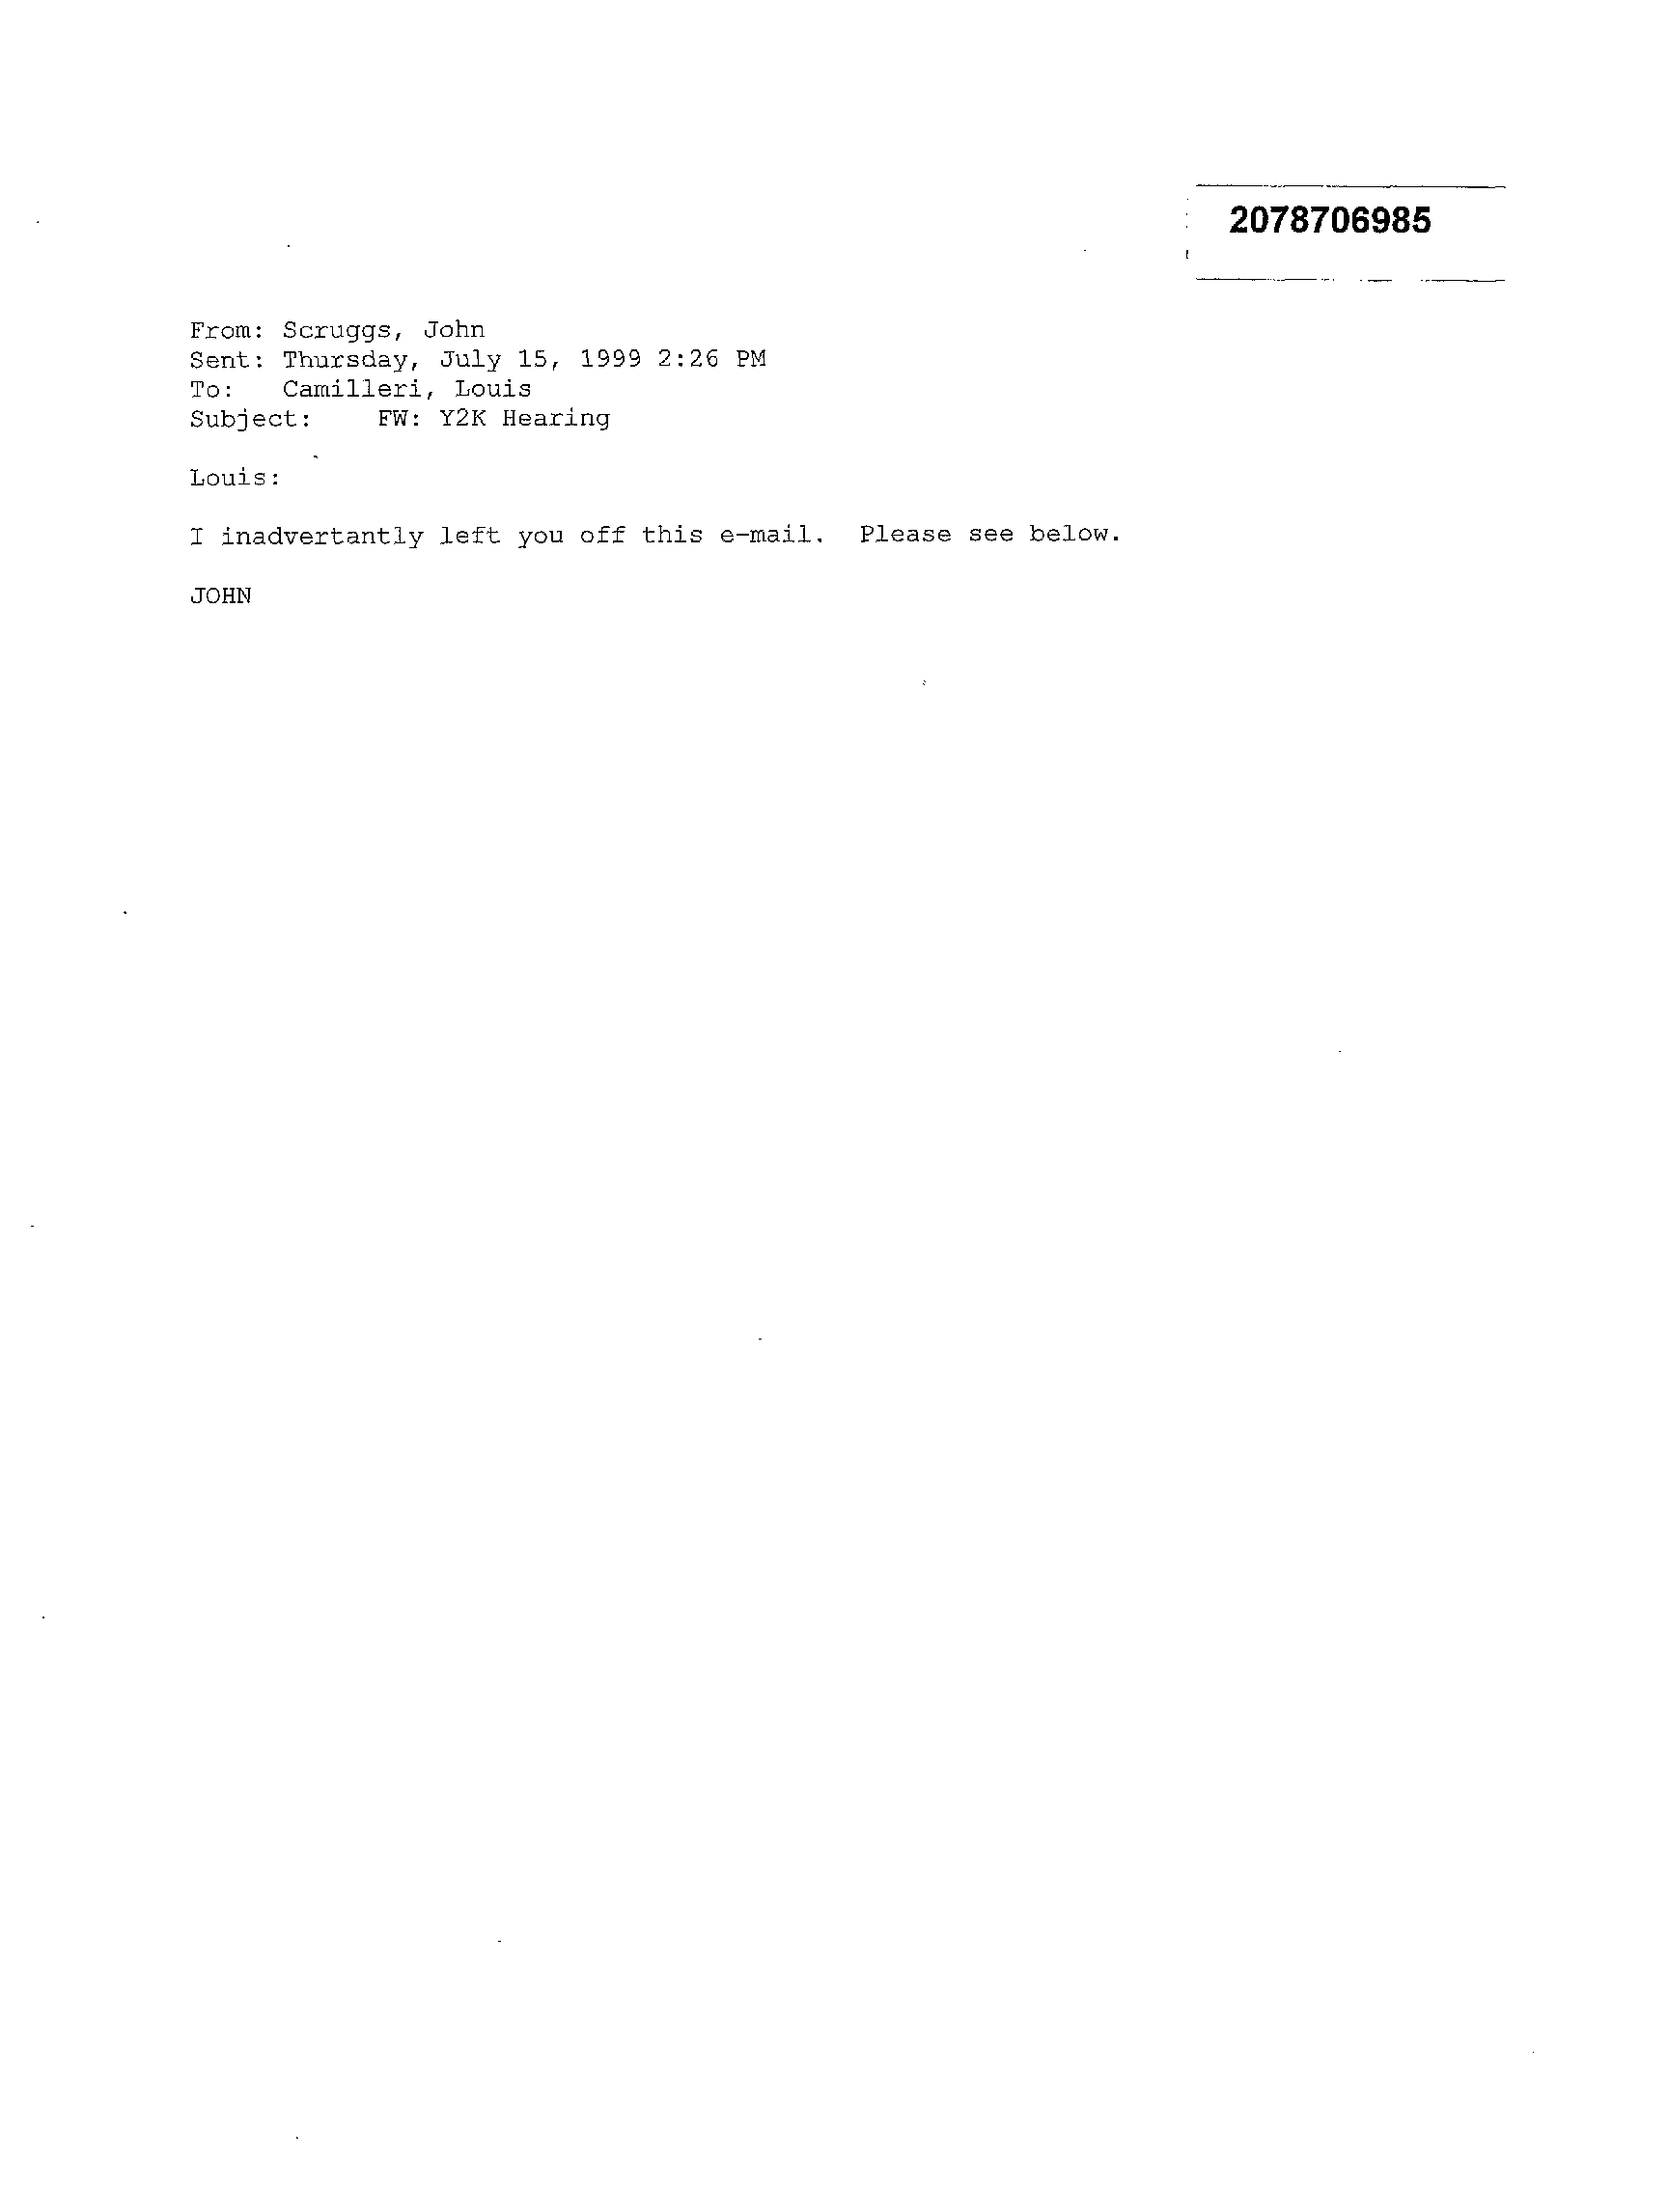 2078706985
From: Scruggs, John
Sent: Thursday, July 15, 1999 2:26 PM
To: Camilleri, Louis
Subject: FW: Y2K Hearing
Louis:
I inadvertantly left you off this e-mail. Please see below.
JOHN